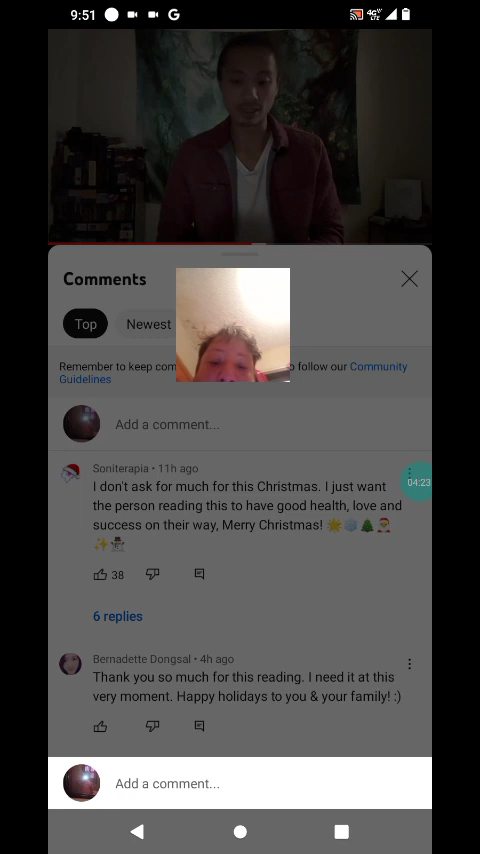 9:51
4G
LTE
Comments
Top Newest
Remember to keep com follow our Community
Guidelines
Add a comment...
Soniterapia • 11h ago
I don't ask for much for this Christmas. I just want
the person reading this to have good health, love and
success on their way, Merry Christmas! 🌟❄️🎄🎅
✨⛄
04:23
38
6 replies
Bernadette Dongsal • 4h ago
Thank you so much for this reading. I need it at this
very moment. Happy holidays to you & your family! :)
Add a comment...